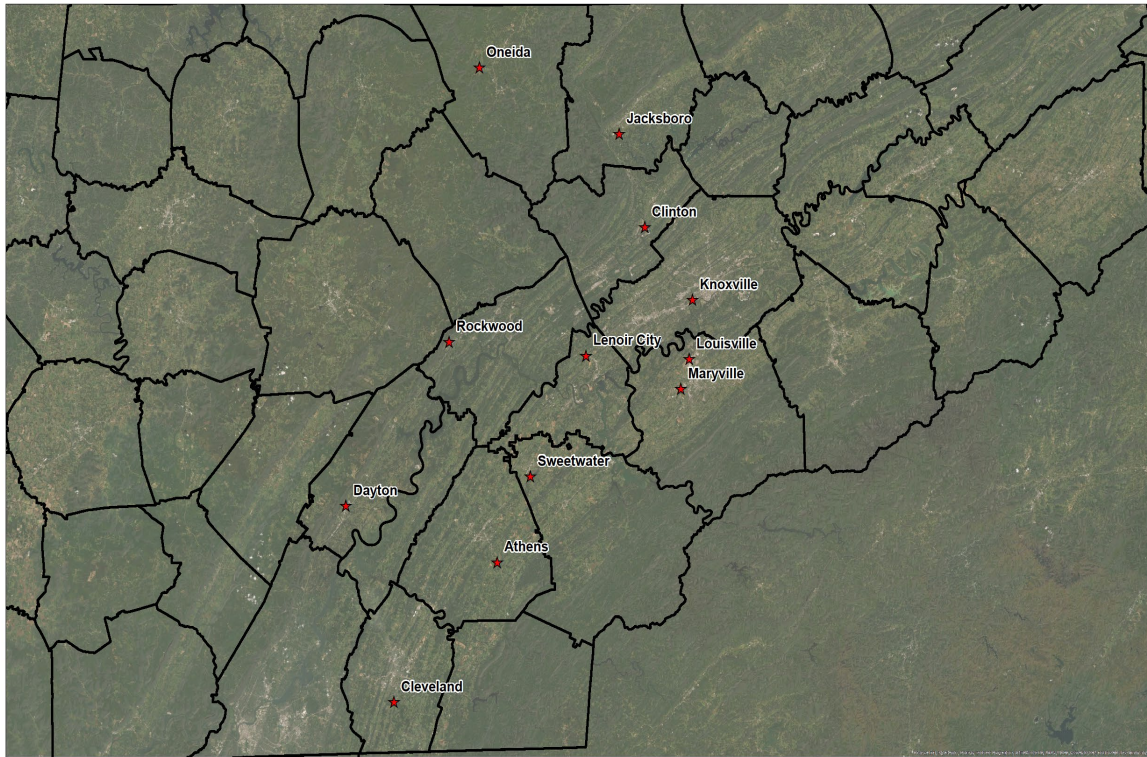 Oneida
Jacksboro
Clinton
Knoxville
Rockwood
Lenoir City
Louisville
Maryville
Sweetwater
Dayton
Athens
Cleveland